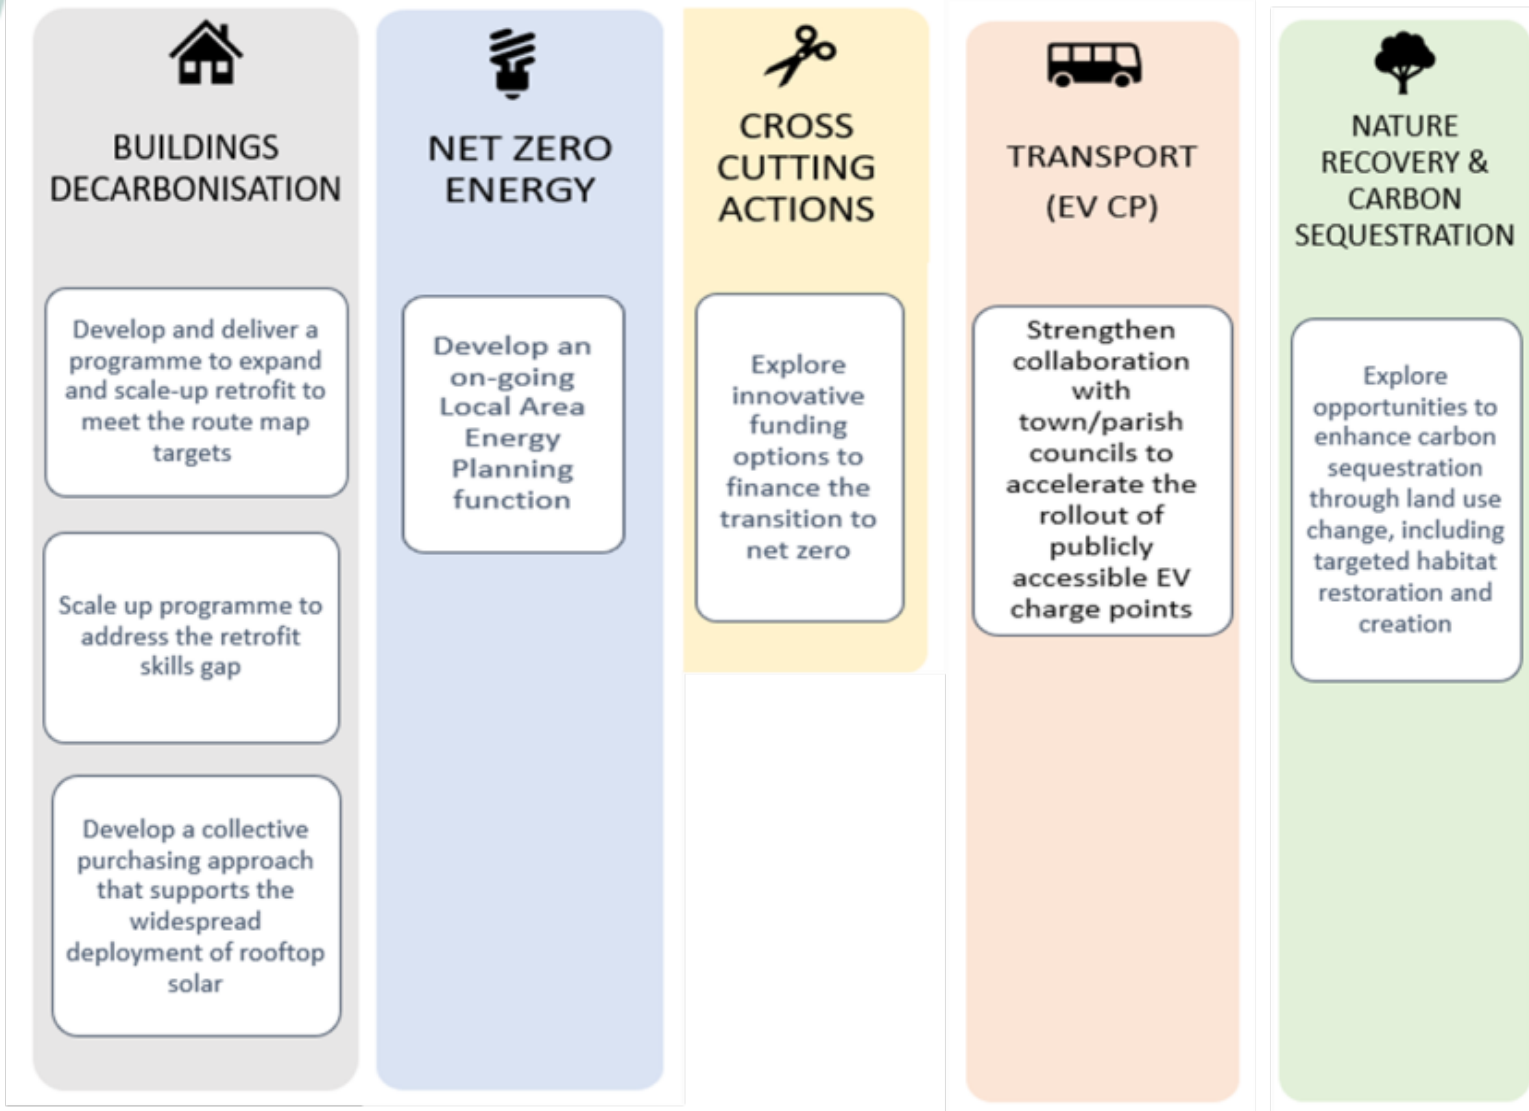 BUILDINGS
DECARBONISATION
Develop and deliver a
programme to expand
and scale-up retrofit to
meet the route map
targets
Scale up programme to
address the retrofit
skills gap
Develop a collective
purchasing approach
that supports the
widespread
deployment of rooftop
solar
NET ZERO
ENERGY
Develop an
on-going
Local Area
Energy
Planning
function
CROSS
CUTTING
ACTIONS
Explore
innovative
funding
options to
finance the
transition to
net zero
TRANSPORT
(EV CP)
Strengthen
collaboration
with
town/parish
councils to
accelerate the
rollout of
publicly
accessible EV
charge points
NATURE
RECOVERY &
CARBON
SEQUESTRATION
Explore
opportunities to
enhance carbon
sequestration
through land use
change, including
targeted habitat
restoration and
creation